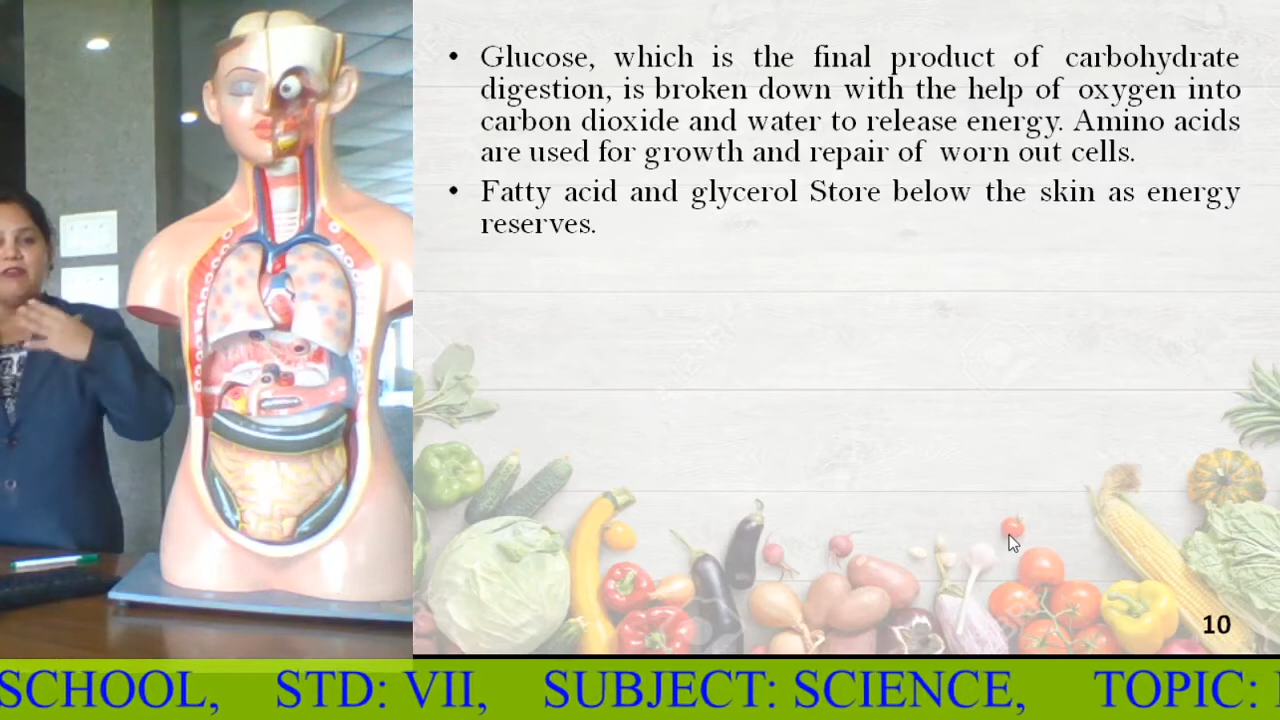 • Glucose, which is the final product of carbohydrate
digestion, is broken down with the help of oxygen into
carbon dioxide and water to release energy. Amino acids
are used for growth and repair of worn out cells.
• Fatty acid and glycerol Store below the skin as energy
reserves.
10
SCHOOL, STD: VII, SUBJECT: SCIENCE, TOPIC: